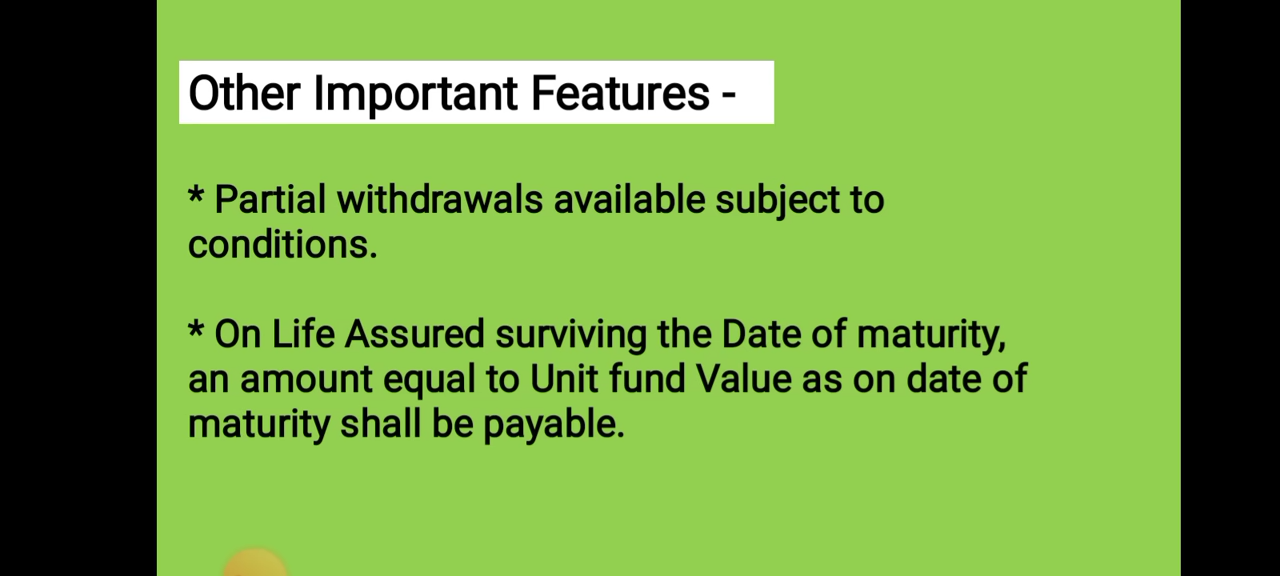 Other Important Features -
* Partial withdrawals available subject to
conditions.
* On Life Assured surviving the Date of maturity,
an amount equal to Unit fund Value as on date of
maturity shall be payable.